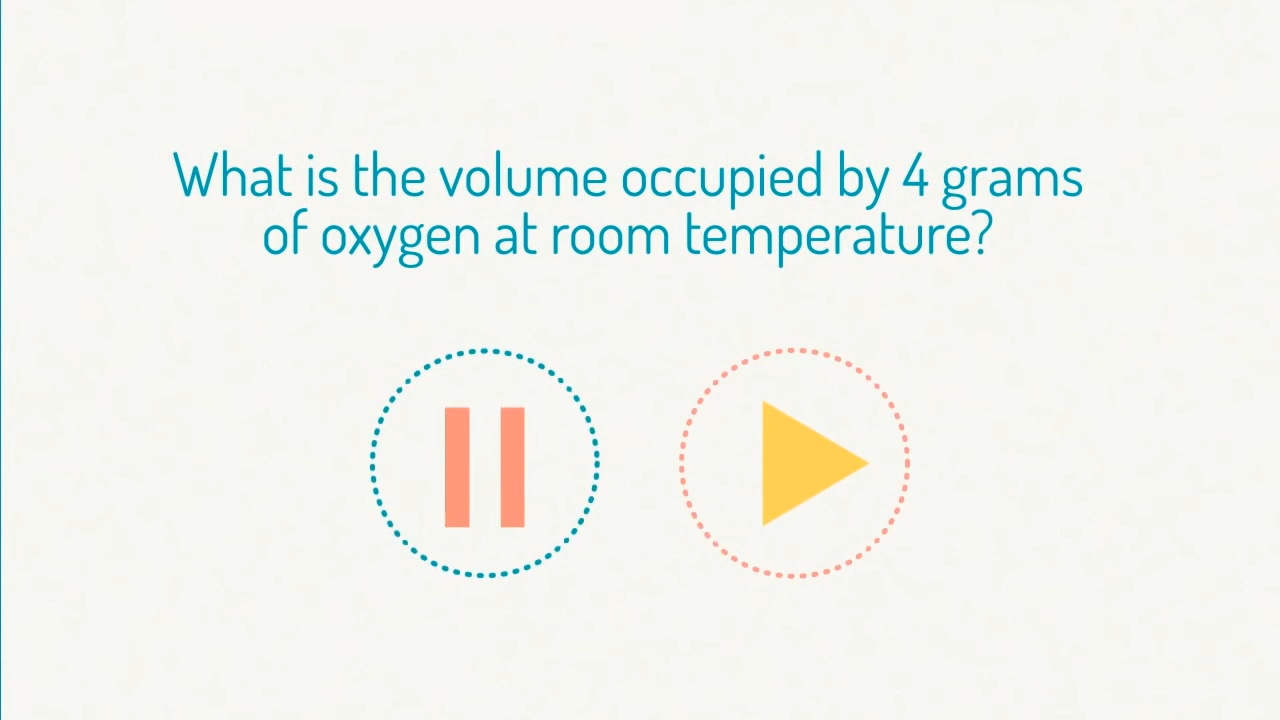 What is the volume occupied by 4 grams
of oxygen at room temperature?